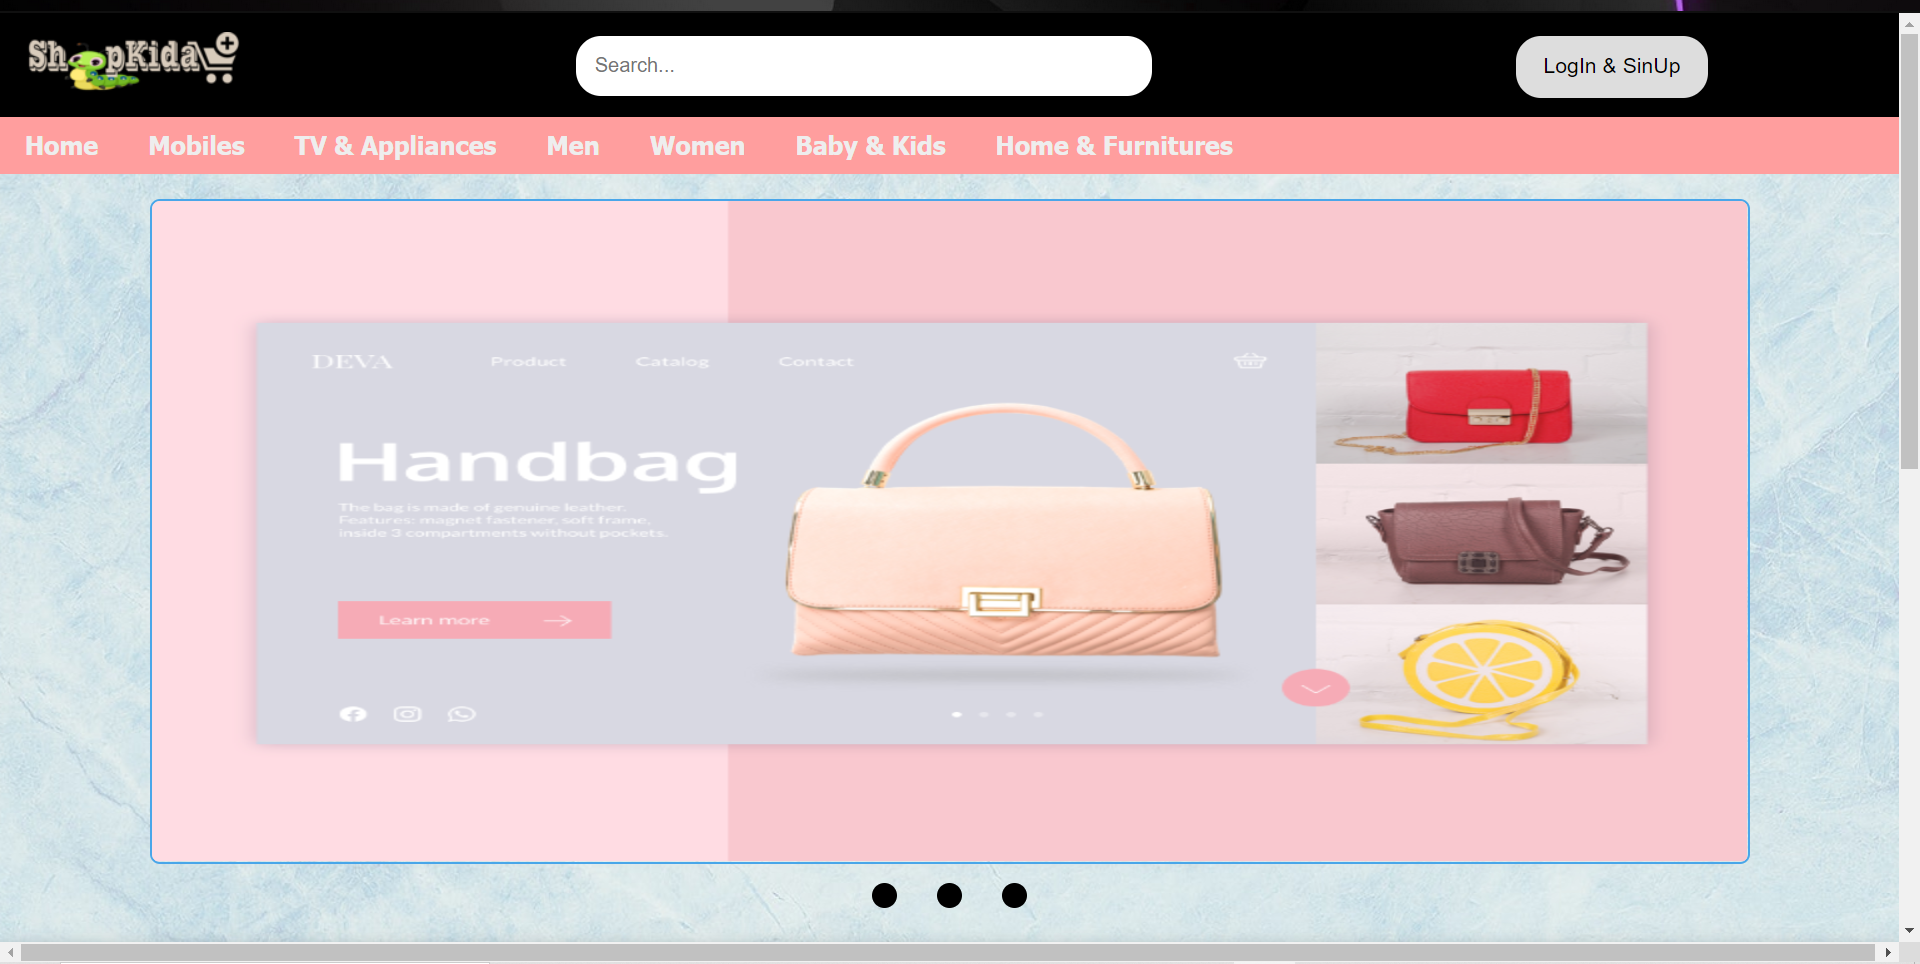 ShopKida
Search...
LogIn & SinUp
Home Mobiles TV & Appliances Men Women Baby & Kids Home & Furnitures
DEVA Product Catalog Contact
Handbag
The bag is made of genuine leather.
Features: magnet fastener, soft frame,
inside 3 compartments without pockets.
Learn more